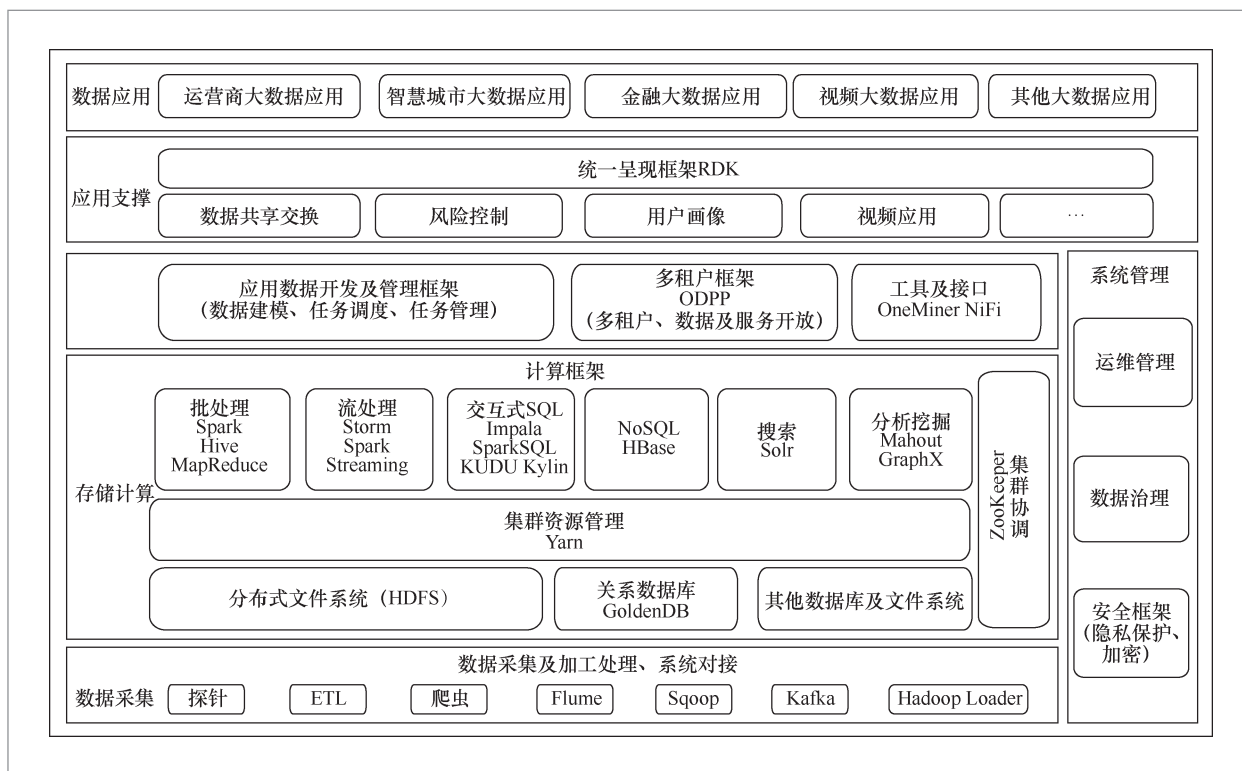 数据应用
运营商大数据应用
智慧城市大数据应用
金融大数据应用
视频大数据应用
其他大数据应用
应用支撑
统一呈现框架RDK
数据共享交换
风险控制
用户画像
视频应用
…
应用数据开发及管理框架
(数据建模、任务调度、任务管理)
多租户框架
ODPP
(多租户、数据及服务开放)
工具及接口
OneMiner NiFi
存储计算
计算框架
批处理
Spark
Hive
MapReduce
流处理
Storm
Spark
Streaming
交互式SQL
Impala
SparkSQL
KUDU Kylin
NoSQL
HBase
搜索
Solr
分析挖掘
Mahout
GraphX
集群资源管理
Yarn
分布式文件系统(HDFS)
关系数据库
GoldenDB
其他数据库及文件系统
ZooKeeper
集群协调
数据采集
数据采集及加工处理、系统对接
探针
ETL
爬虫
Flume
Sqoop
Kafka
Hadoop Loader
系统管理
运维管理
数据治理
安全框架
(隐私保护、
加密)